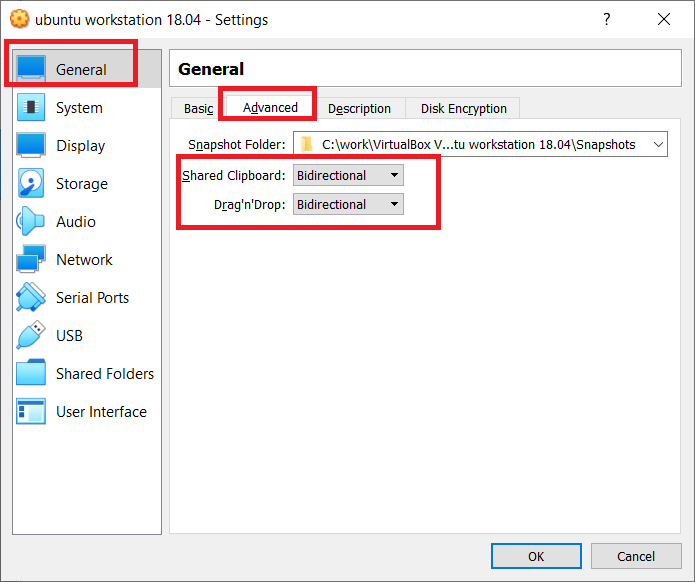 ubuntu workstation 18.04 - Settings ?
General
System
Display
Storage
Audio
Network
Serial Ports
USB
Shared Folders
User Interface
General
Basic Advanced Description Disk Encryption
Snapshot Folder: C:\work\VirtualBox V...tu workstation 18.04\Snapshots
Shared Clipboard: Bidirectional
Drag'n'Drop: Bidirectional
OK Cancel